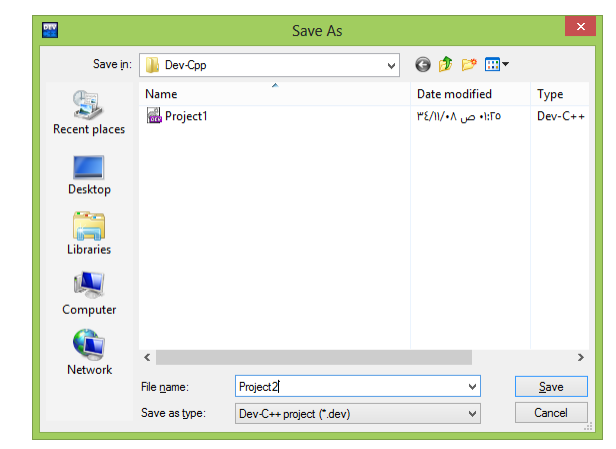 Save As
Save in: Dev-Cpp
Name Date modified Type
Project1 ٣٤/١١/٠٨ ص ٠١:٢٥ Dev-C++
Recent places
Desktop
Libraries
Computer
Network
File name: Project2 Save
Save as type: Dev-C++ project (*.dev) Cancel